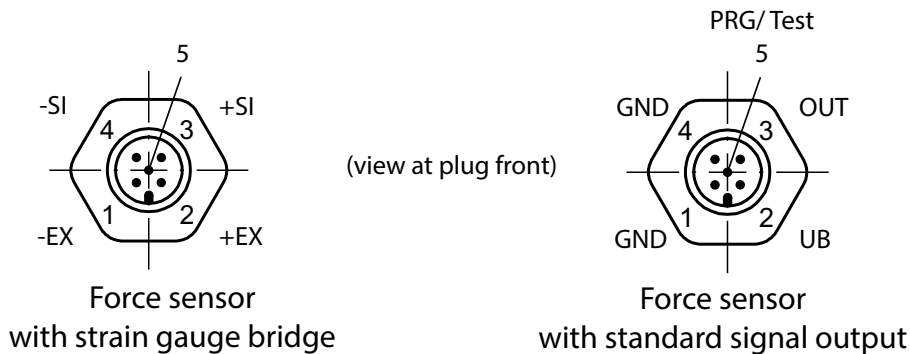 PRG/ Test
5
5
-SI
+SI
4
3
1
2
-EX
+EX
Force sensor
with strain gauge bridge
(view at plug front)
GND
OUT
4
3
1
2
GND
UB
Force sensor
with standard signal output